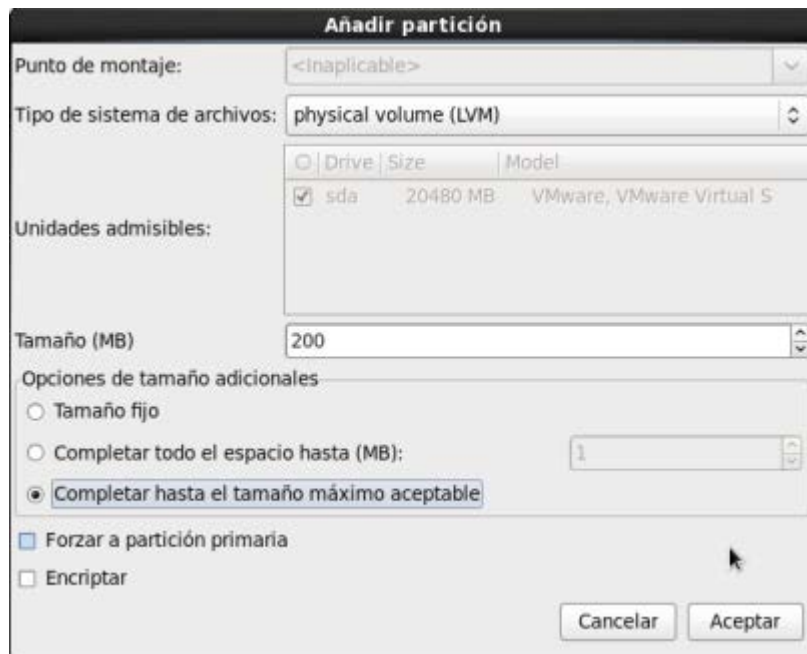 Añadir partición
Punto de montaje: <Inaplicable>
Tipo de sistema de archivos: physical volume (LVM)
Drive Size Model
sda 20480 MB VMware, VMware Virtual S
Unidades admisibles:
Tamaño (MB) 200
Opciones de tamaño adicionales
Tamaño fijo
Completar todo el espacio hasta (MB): 1
Completar hasta el tamaño máximo aceptable
Forzar a partición primaria
Encriptar
Cancelar Aceptar